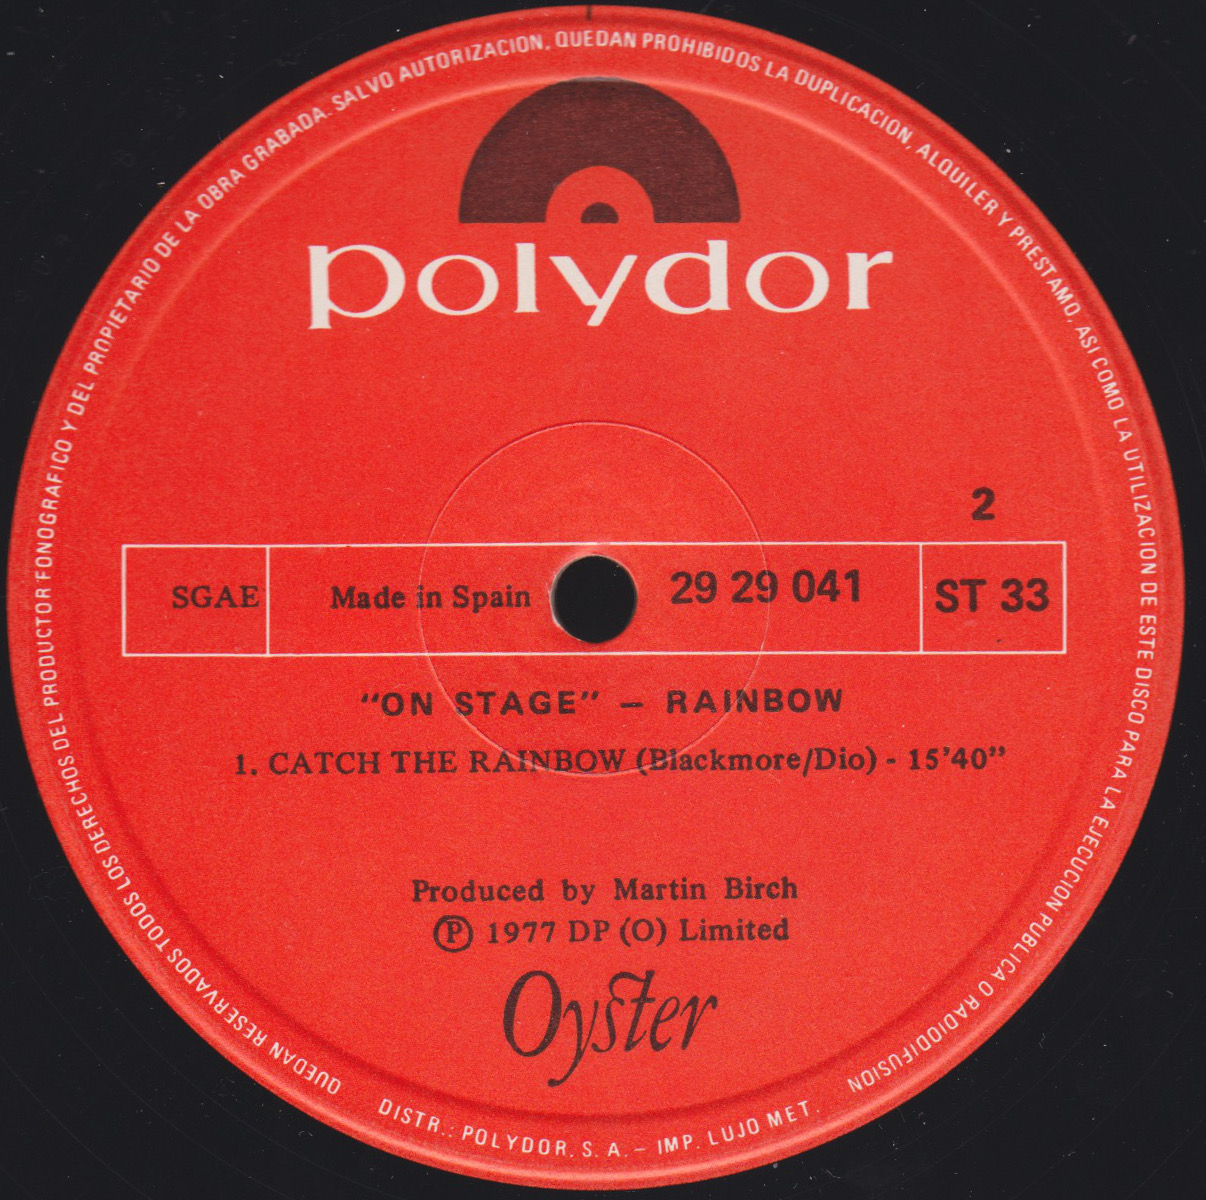 QUEDAN RESERVADOS TODOS LOS DERECHOS DEL PRODUCTOR FONOGRAFICO Y DEL PROPIETARIO DE LA OBRA GRABADA. SALVO AUTORIZACION, QUEDAN PROHIBIDOS LA DUPLICACION, ALQUILER Y PRESTAMO, ASI COMO LA UTILIZACION DE ESTE DISCO PARA LA EJECUCION PUBLICA O RADIODIFUSION
polydor
2
SGAE Made in Spain 29 29 041 ST 33
"ON STAGE" – RAINBOW
1. CATCH THE RAINBOW (Blackmore/Dio) - 15'40"
Produced by Martin Birch
Ⓟ 1977 DP (O) Limited
Oyster
DISTR.: POLYDOR, S. A. – IMP. LUJO MET.